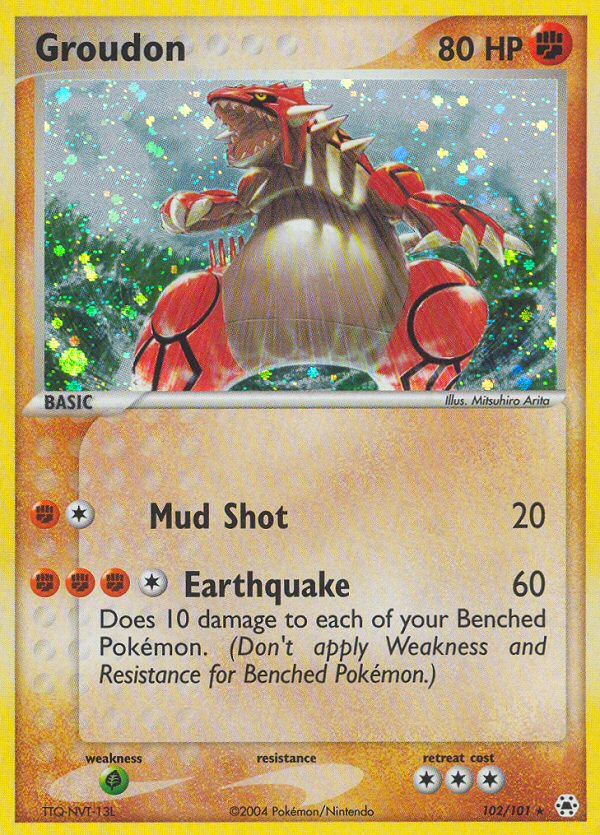 Groudon 80 HP
BASIC Illus. Mitsuhiro Arita
Mud Shot 20
Earthquake 60
Does 10 damage to each of your Benched
Pokémon. (Don't apply Weakness and
Resistance for Benched Pokémon.)
weakness resistance retreat cost
TTQ-NVT-13L ©2004 Pokémon/Nintendo 102/101 ★